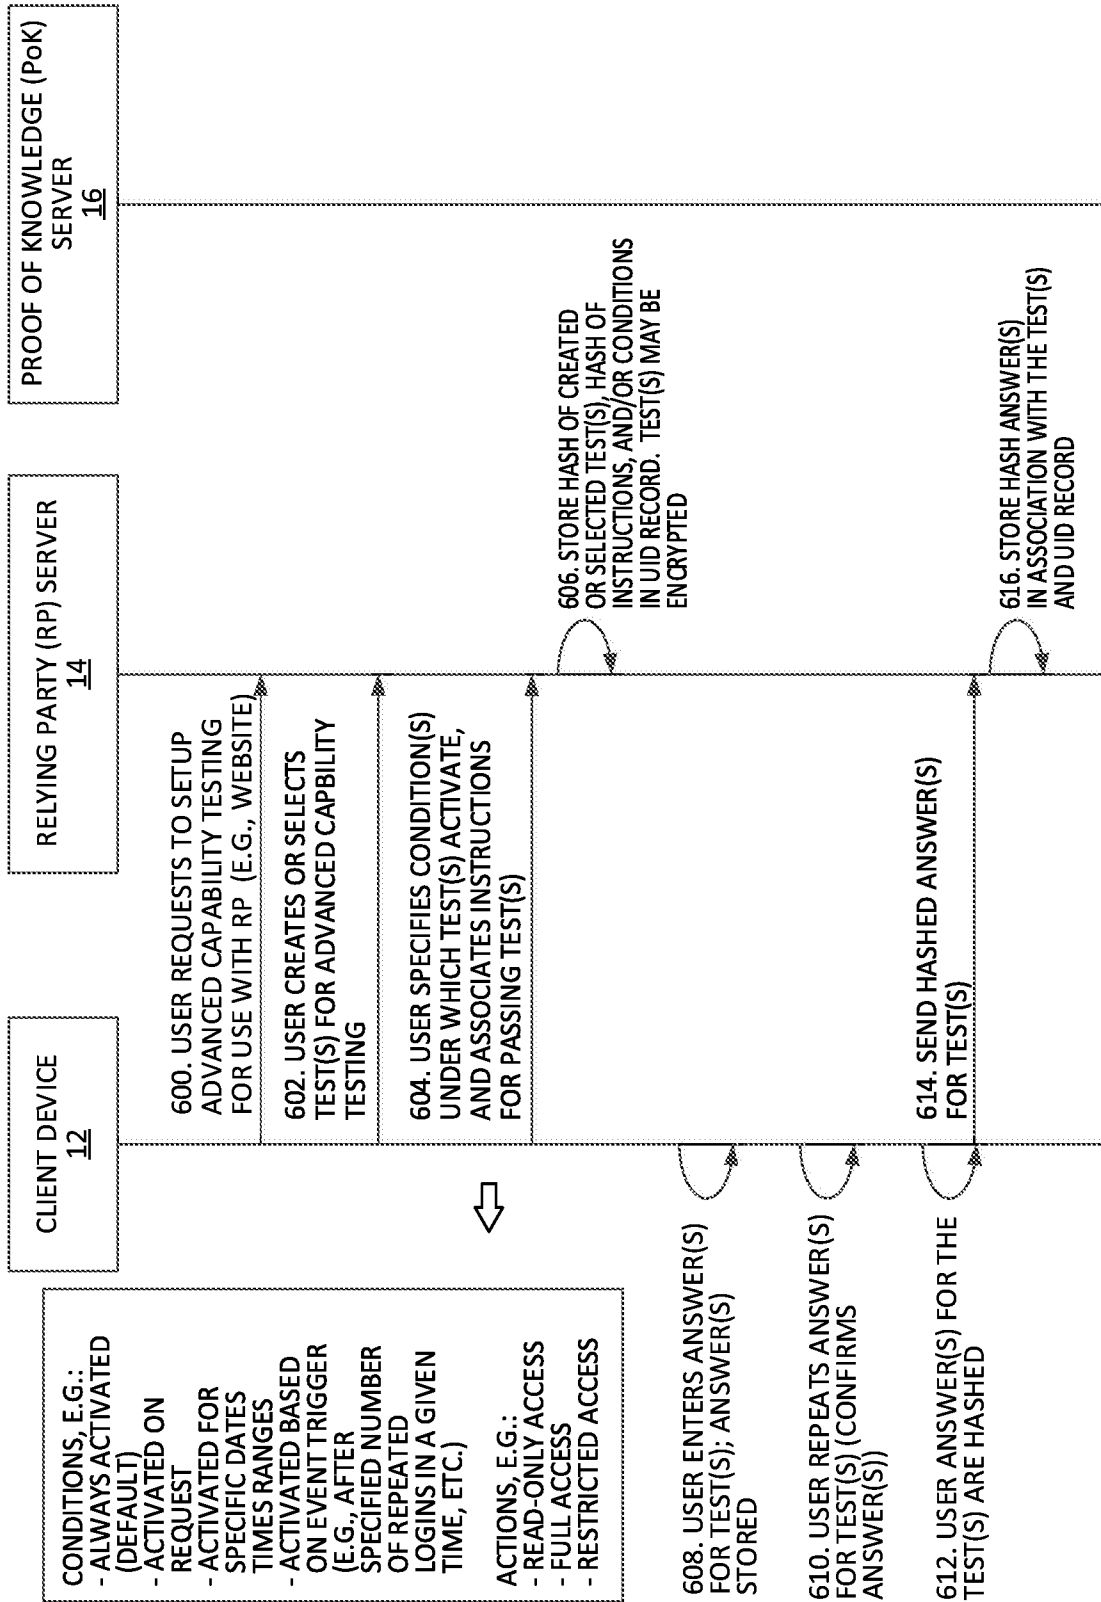 CLIENT DEVICE
12
RELYING PARTY (RP) SERVER
14
PROOF OF KNOWLEDGE (PoK)
SERVER
16
CONDITIONS, E.G.:
- ALWAYS ACTIVATED
(DEFAULT)
- ACTIVATED ON
REQUEST
- ACTIVATED FOR
SPECIFIC DATES
TIMES RANGES
- ACTIVATED BASED
ON EVENT TRIGGER
(E.G., AFTER
SPECIFIED NUMBER
OF REPEATED
LOGINS IN A GIVEN
TIME, ETC.)
ACTIONS, E.G.:
- READ-ONLY ACCESS
- FULL ACCESS
- RESTRICTED ACCESS
600. USER REQUESTS TO SETUP
ADVANCED CAPABILITY TESTING
FOR USE WITH RP (E.G., WEBSITE)
602. USER CREATES OR SELECTS
TEST(S) FOR ADVANCED CAPBILITY
TESTING
604. USER SPECIFIES CONDITION(S)
UNDER WHICH TEST(S) ACTIVATE,
AND ASSOCIATES INSTRUCTIONS
FOR PASSING TEST(S)
606. STORE HASH OF CREATED
OR SELECTED TEST(S), HASH OF
INSTRUCTIONS, AND/OR CONDITIONS
IN UID RECORD. TEST(S) MAY BE
ENCRYPTED
608. USER ENTERS ANSWER(S)
FOR TEST(S); ANSWER(S)
STORED
610. USER REPEATS ANSWER(S)
FOR TEST(S) (CONFIRMS
ANSWER(S))
612. USER ANSWER(S) FOR THE
TEST(S) ARE HASHED
614. SEND HASHED ANSWER(S)
FOR TEST(S)
616. STORE HASH ANSWER(S)
IN ASSOCIATION WITH THE TEST(S)
AND UID RECORD